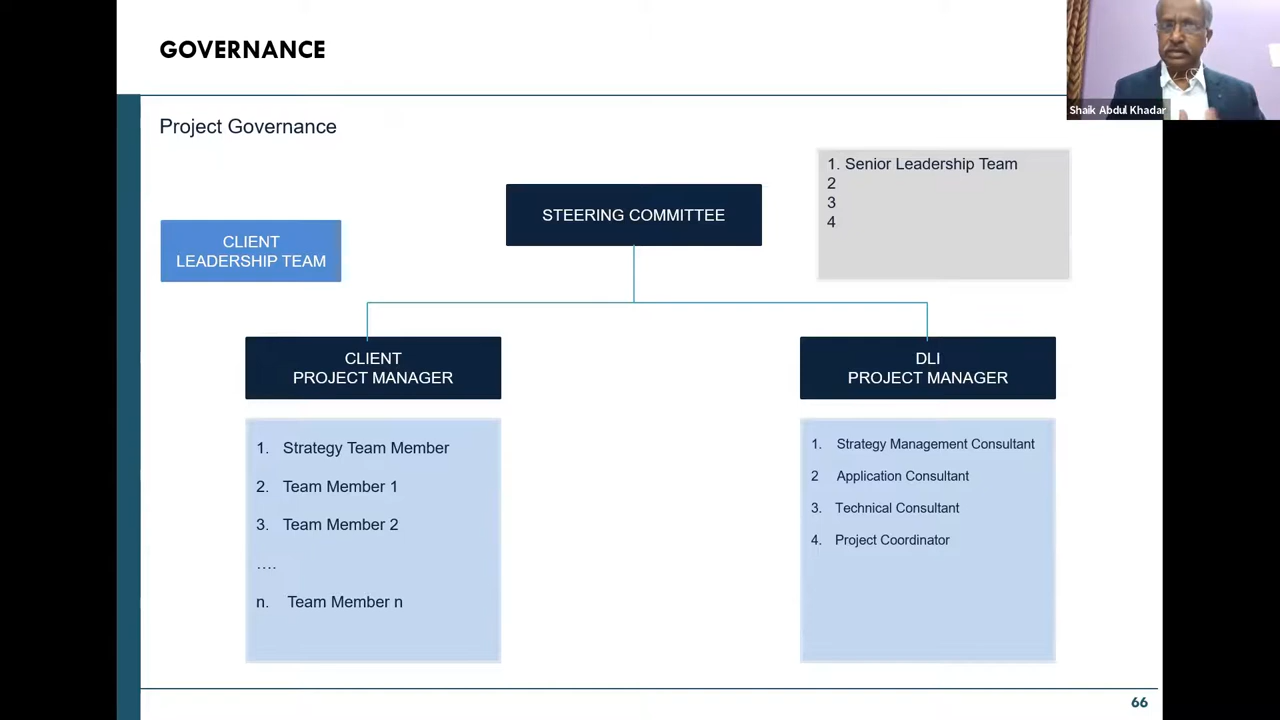 GOVERNANCE
Shaik Abdul Khadar
Project Governance
1. Senior Leadership Team
2
3
4
STEERING COMMITTEE
CLIENT
LEADERSHIP TEAM
CLIENT
PROJECT MANAGER
DLI
PROJECT MANAGER
1. Strategy Team Member
2. Team Member 1
3. Team Member 2
....
n. Team Member n
1. Strategy Management Consultant
2 Application Consultant
3. Technical Consultant
4. Project Coordinator
66